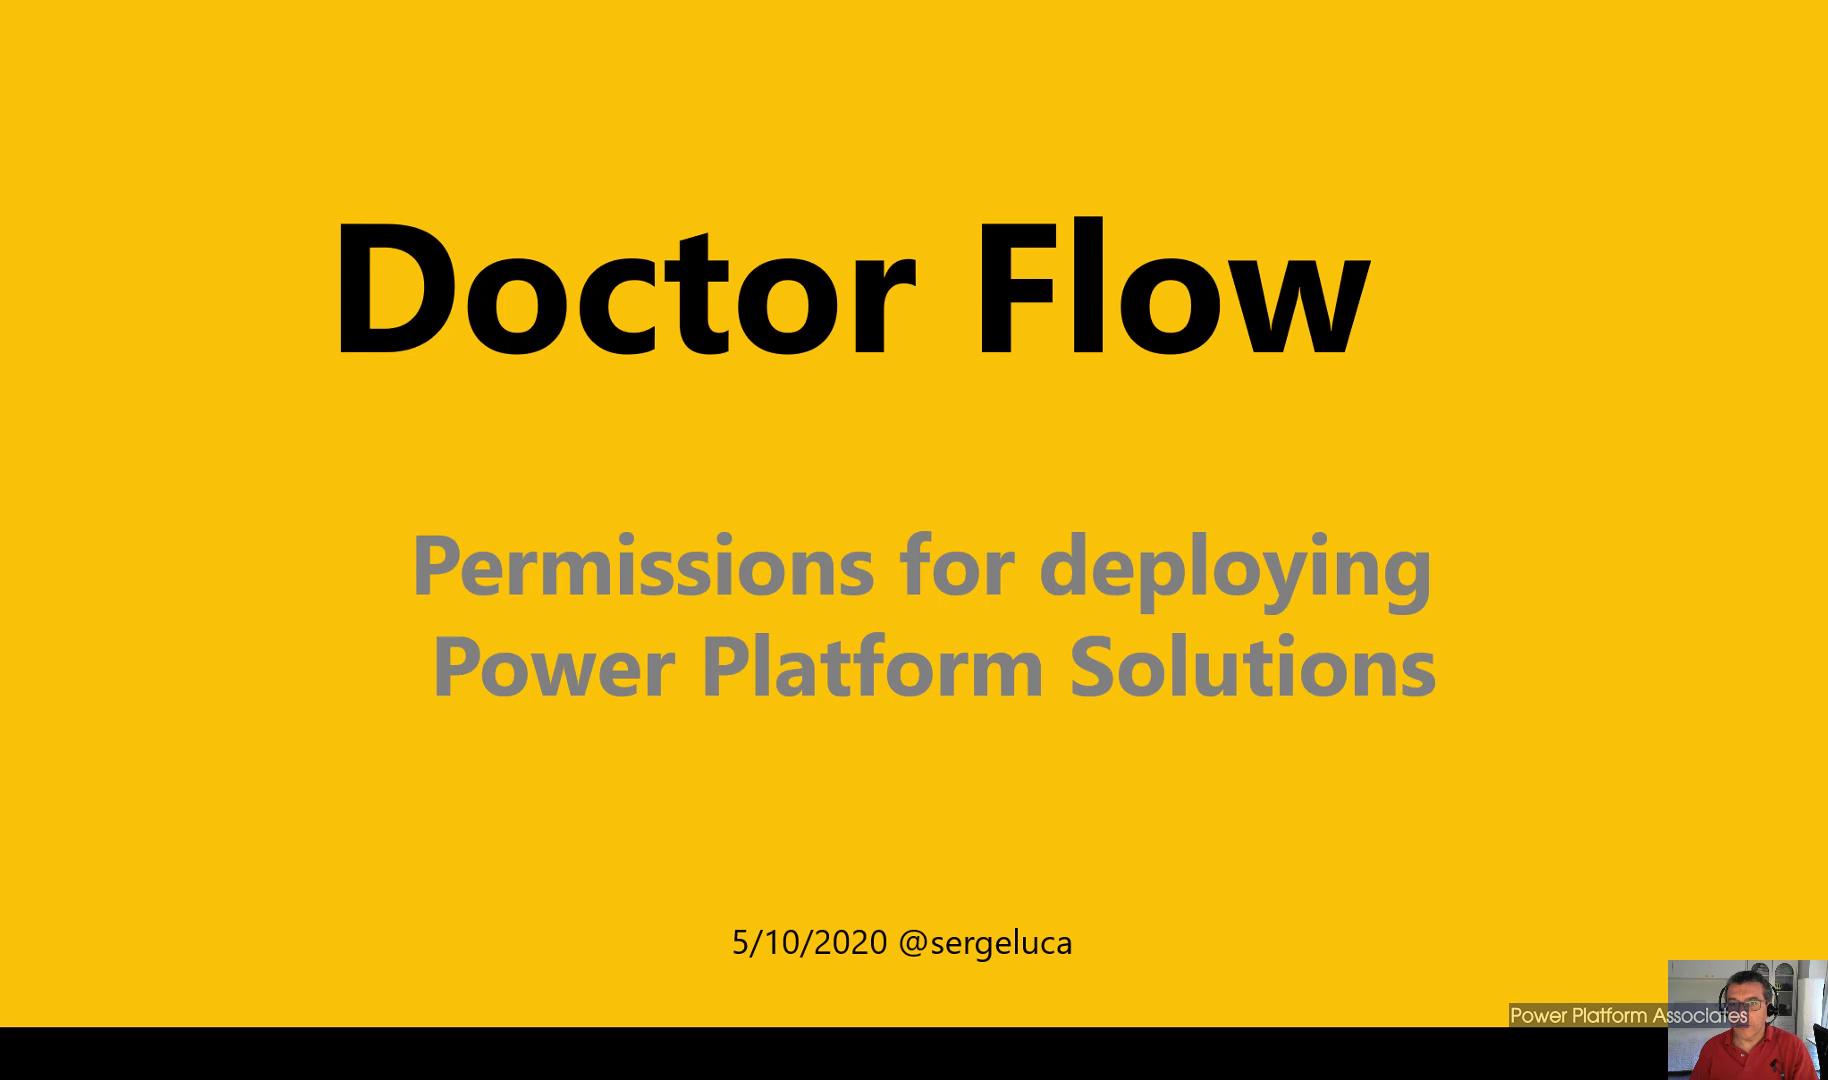 Doctor Flow
Permissions for deploying
Power Platform Solutions
5/10/2020 @sergeluca
Power Platform Associates